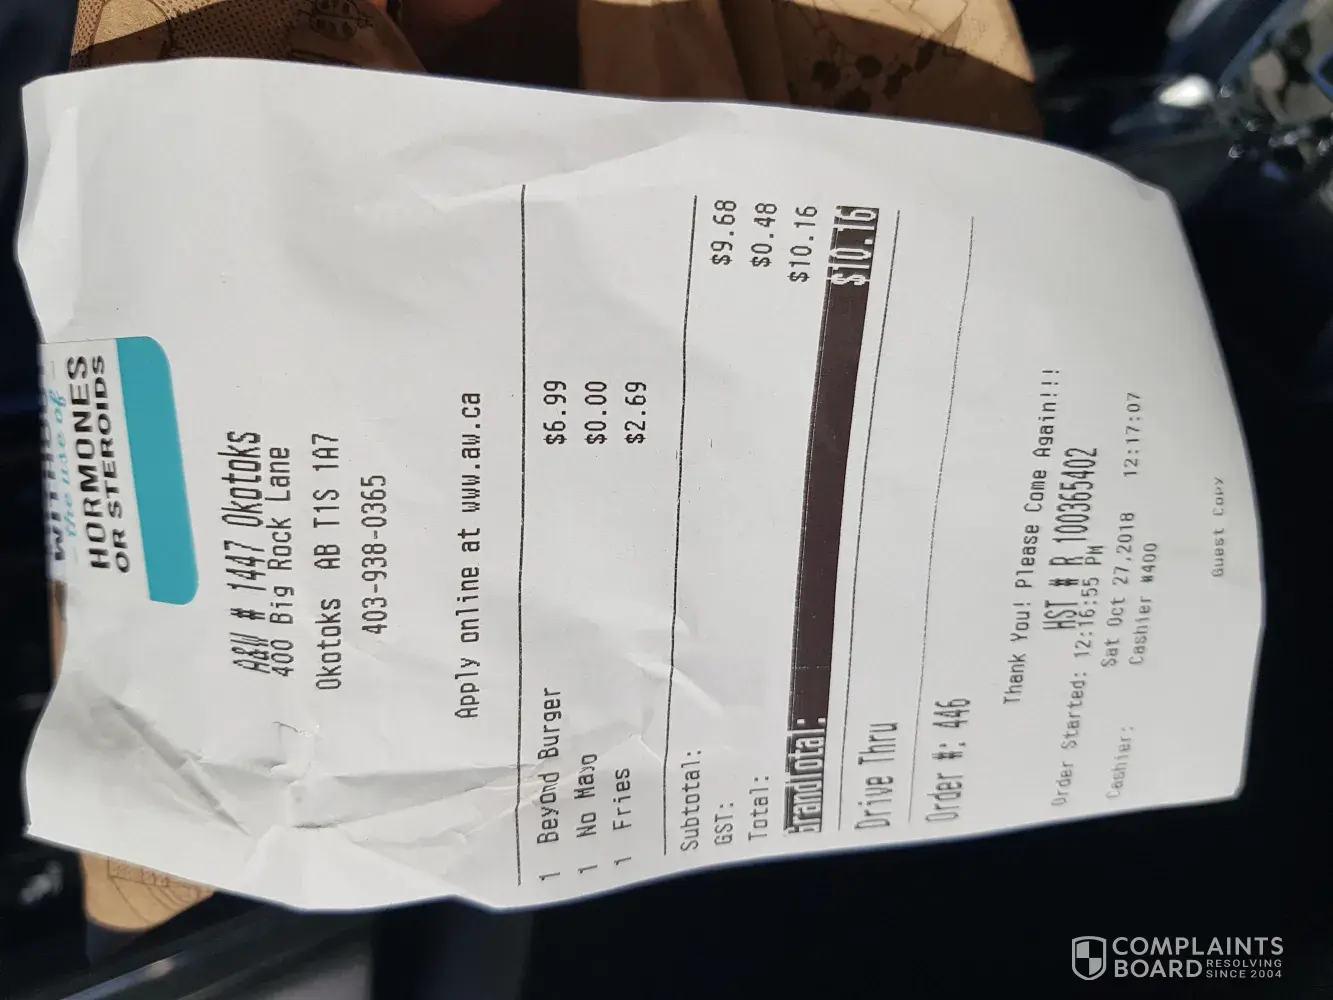 the use of
HORMONES
OR STEROIDS
A&W # 1447 Okotoks
400 Big Rock Lane
Okotoks AB T1S 1A7
403-938-0365
Apply online at www.aw.ca
1 Beyond Burger $6.99
1 No Mayo $0.00
1 Fries $2.69
Subtotal: $9.68
GST: $0.48
Total: $10.16
GrandTotal: $10.16
Drive Thru
Order #: 446
Thank You! Please Come Again!!!
HST # R 100365402
Order Started: 12:16:55 PM
Sat Oct 27,2018 12:17:07
Cashier: Cashier #400
Guest Copy
COMPLAINTS
BOARD RESOLVING
SINCE 2004